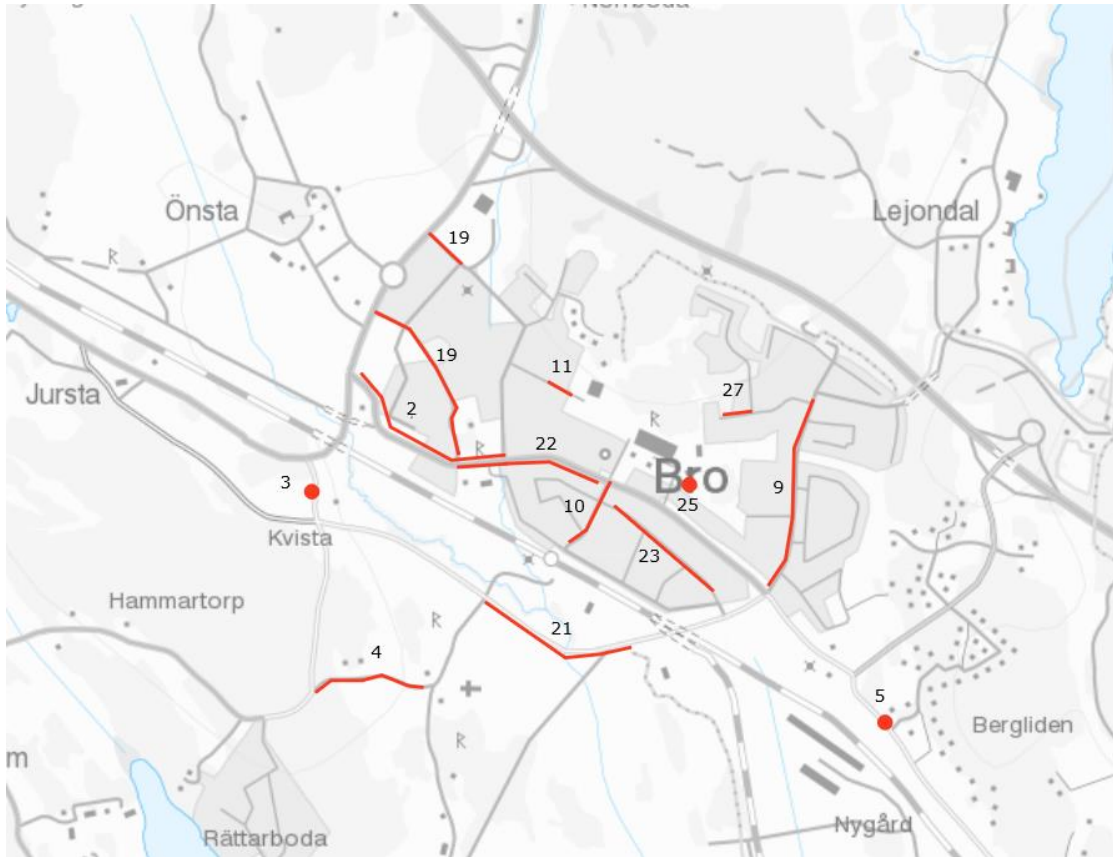 Norrboda
Önsta
Lejondal
19
R
19
11
Jursta
27
2
R
22
R
Bro
3
9
25
10
Kvista
23
Hammartorp
R
21
4
5
R
Bergliden
m
Nygård
Rättarboda